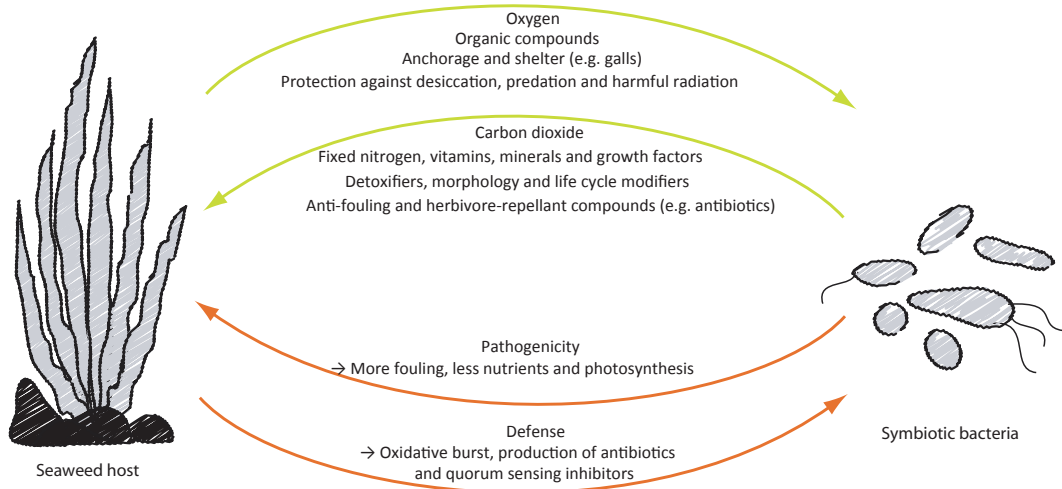 Oxygen
Organic compounds
Anchorage and shelter (e.g. galls)
Protection against desiccation, predation and harmful radiation
Carbon dioxide
Fixed nitrogen, vitamins, minerals and growth factors
Detoxifiers, morphology and life cycle modifiers
Anti-fouling and herbivore-repellant compounds (e.g. antibiotics)
Pathogenicity
→ More fouling, less nutrients and photosynthesis
Defense
→ Oxidative burst, production of antibiotics
and quorum sensing inhibitors
Seaweed host
Symbiotic bacteria